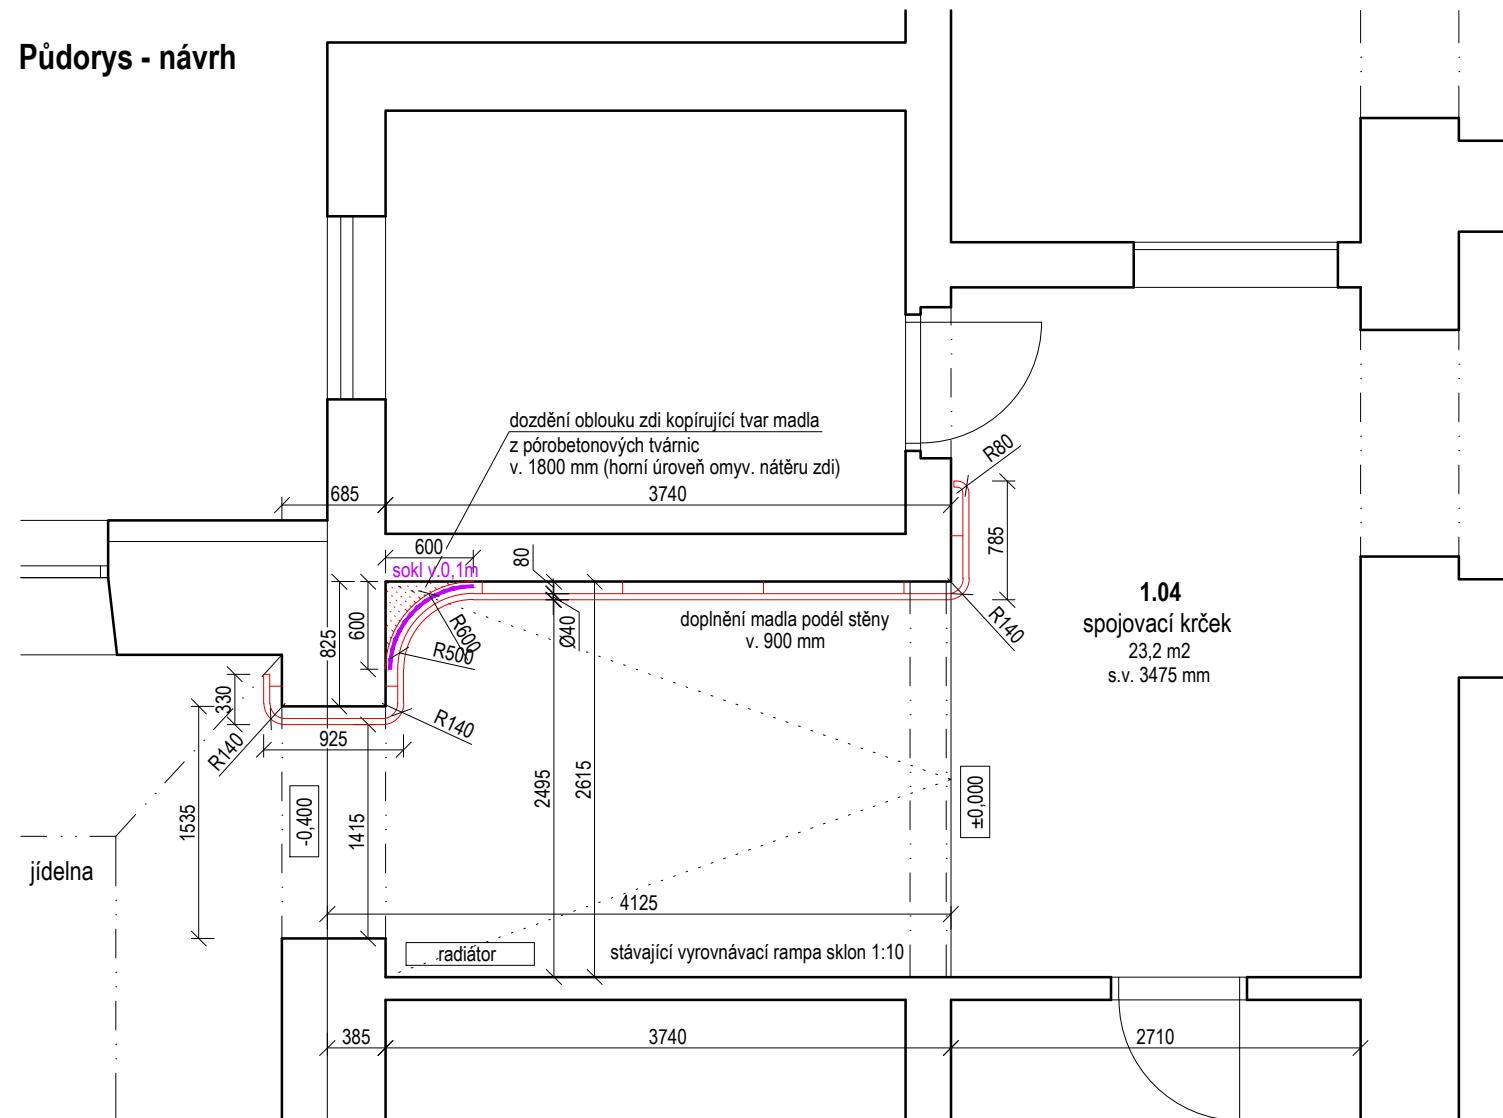 Půdorys - návrh
dozdění oblouku zdi kopírující tvar madla
z pórobetonových tvárnic
v. 1800 mm (horní úroveň omyv. nátěru zdi)
R80
685
3740
785
600
80
sokl v.0,1m
600
825
R600
R500
Ø40
doplnění madla podél stěny
v. 900 mm
R140
1.04
spojovací krček
23,2 m2
s.v. 3475 mm
330
R140
925
R140
1535
-0,400
1415
2495
2615
±0,000
jídelna
4125
radiátor
stávající vyrovnávací rampa sklon 1:10
385
3740
2710